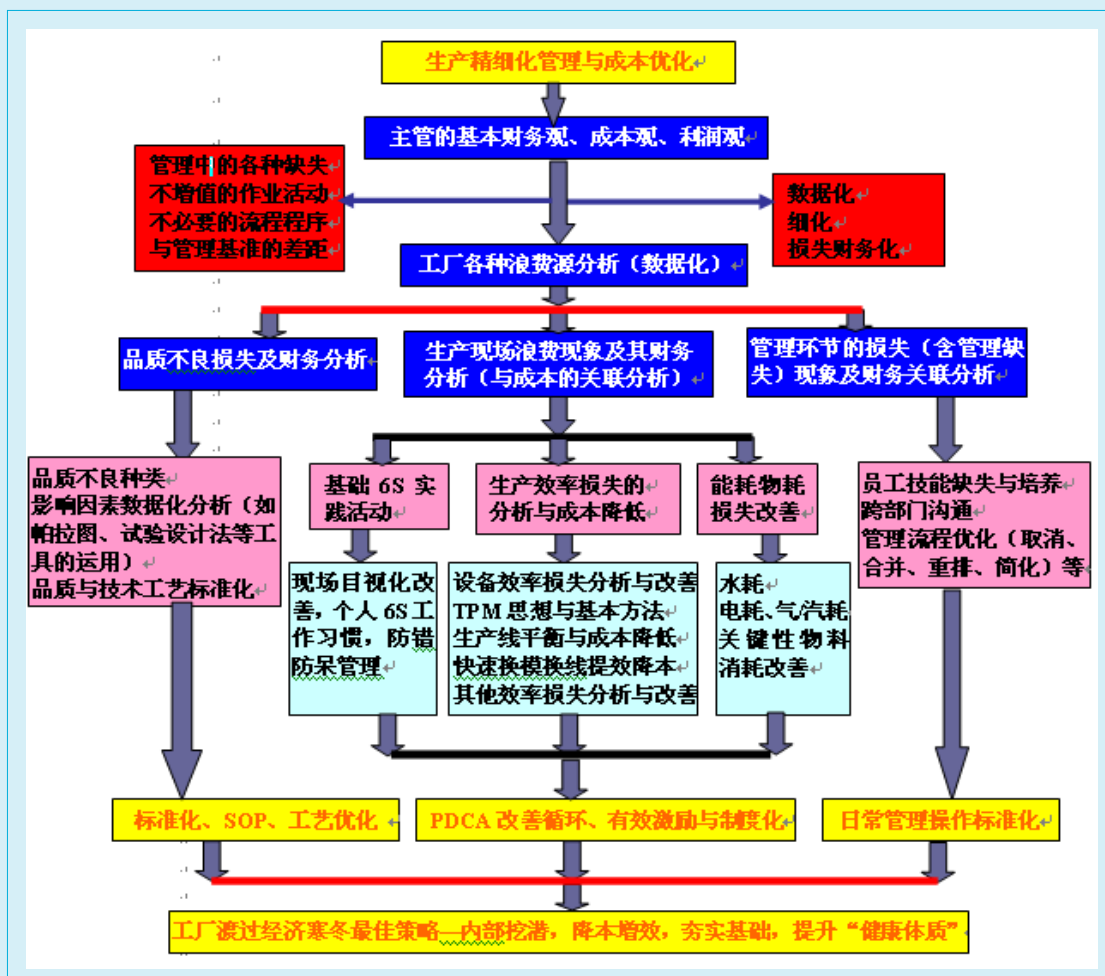 生产精细化管理与成本优化
主管的基本财务观、成本观、利润观
管理中的各种缺失
不增值的作业活动
不必要的流程程序
与管理基准的差距
数据化
细化
损失财务化
工厂各种浪费源分析（数据化）
品质不良损失及财务分析
生产现场浪费现象及其财务
分析（与成本的关联分析）
管理环节的损失（含管理缺
失）现象及财务关联分析
品质不良种类
影响因素数据化分析（如
帕拉图、试验设计法等工
具的运用）
品质与技术工艺标准化
基础 6S 实
践活动
生产效率损失的
分析与成本降低
能耗物耗
损失改善
员工技能缺失与培养
跨部门沟通
管理流程优化（取消、
合并、重排、简化）等
现场目视化改
善，个人 6S 工
作习惯，防错
防呆管理
设备效率损失分析与改善
TPM 思想与基本方法
生产线平衡与成本降低
快速换模换线提效降本
其他效率损失分析与改善
水耗
电耗、气/汽耗
关键性物料
消耗改善
标准化、SOP、工艺优化
PDCA 改善循环、有效激励与制度化
日常管理操作标准化
工厂渡过经济寒冬最佳策略—内部挖潜，降本增效，夯实基础，提升“健康体质”